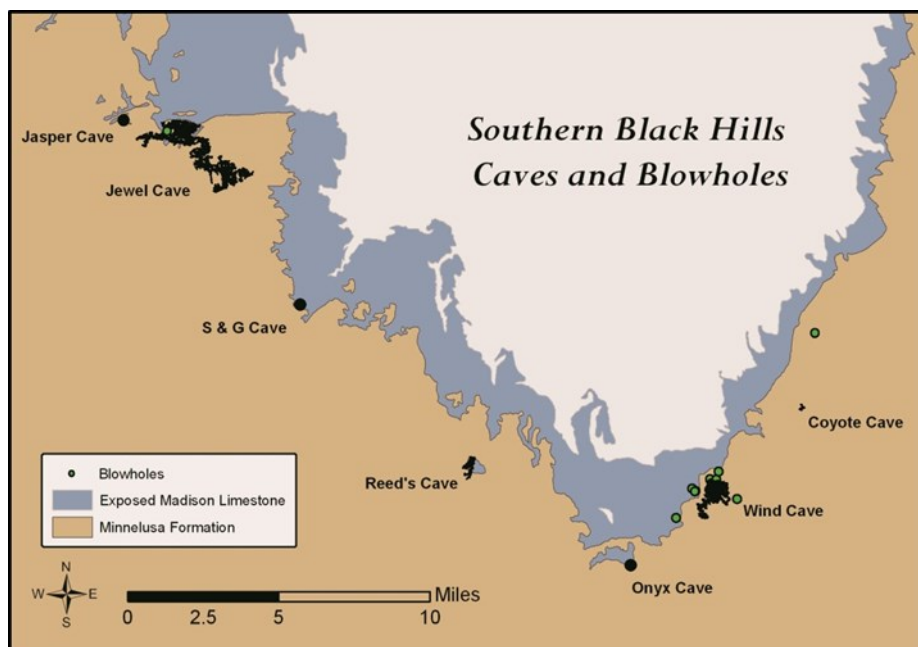 Southern Black Hills
Caves and Blowholes
Jasper Cave
Jewel Cave
S & G Cave
Coyote Cave
Reed's Cave
Wind Cave
Onyx Cave
Blowholes
Exposed Madison Limestone
Minnelusa Formation
N
W E
S
Miles
0 2.5 5 10